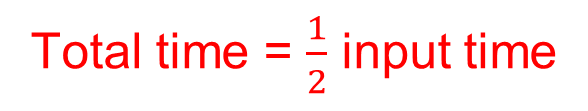 Total time = 1/2 input time